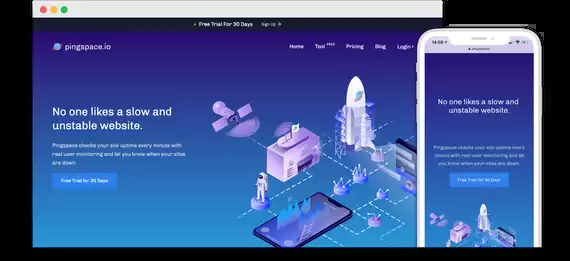 Free Trial For 30 Days Sign Up →
pingspace.io
Home Tool FREE Pricing Blog Login ›
No one likes a slow and
unstable website.
Pingspace checks your site uptime every minute with
real user monitoring and let you know when your sites
are down.
Free Trial for 30 Days
14:58
pingspace.io
No one likes a slow and
unstable website.
Pingspace checks your site uptime every minute
with real user monitoring and let you know
when your sites are down.
Free Trial for 30 Days